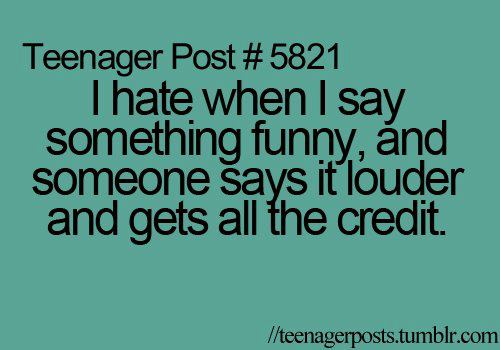 Teenager Post # 5821
I hate when I say
something funny, and
someone says it louder
and gets all the credit.
//teenagerposts.tumblr.com